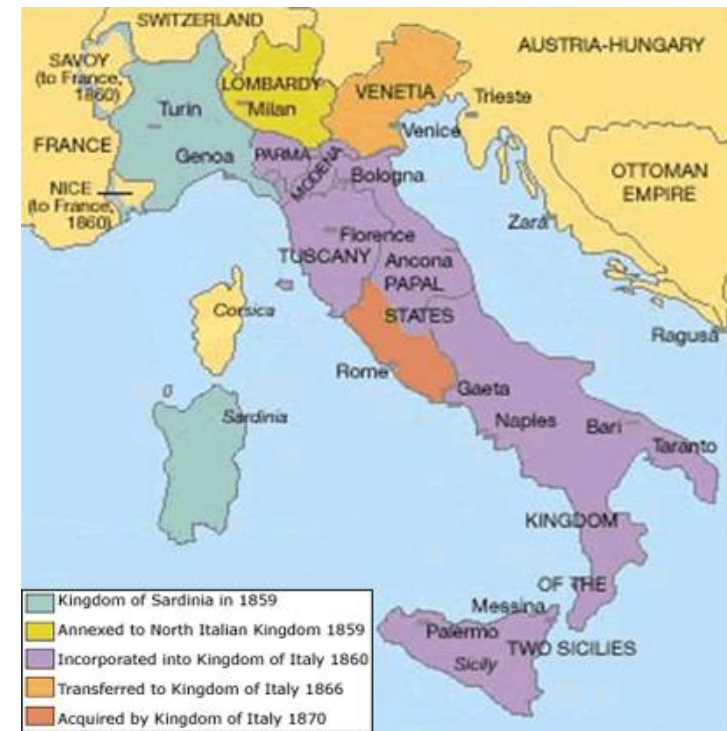 SWITZERLAND
SAVOY
(to France,
1860)
LOMBARDY
Milan
VENETIA
AUSTRIA-HUNGARY
Turin
Trieste
Venice
FRANCE
Genoa
PARMA
MODENA
Bologna
OTTOMAN
EMPIRE
NICE
(to France,
1860)
Zara
Florence
TUSCANY
Ancona
PAPAL
STATES
Corsica
Ragusa
Rome
Gaeta
Naples
Bari
Taranto
Sardinia
KINGDOM
OF THE
Messina
Palermo
TWO SICILIES
Sicily
Kingdom of Sardinia in 1859
Annexed to North Italian Kingdom 1859
Incorporated into Kingdom of Italy 1860
Transferred to Kingdom of Italy 1866
Acquired by Kingdom of Italy 1870